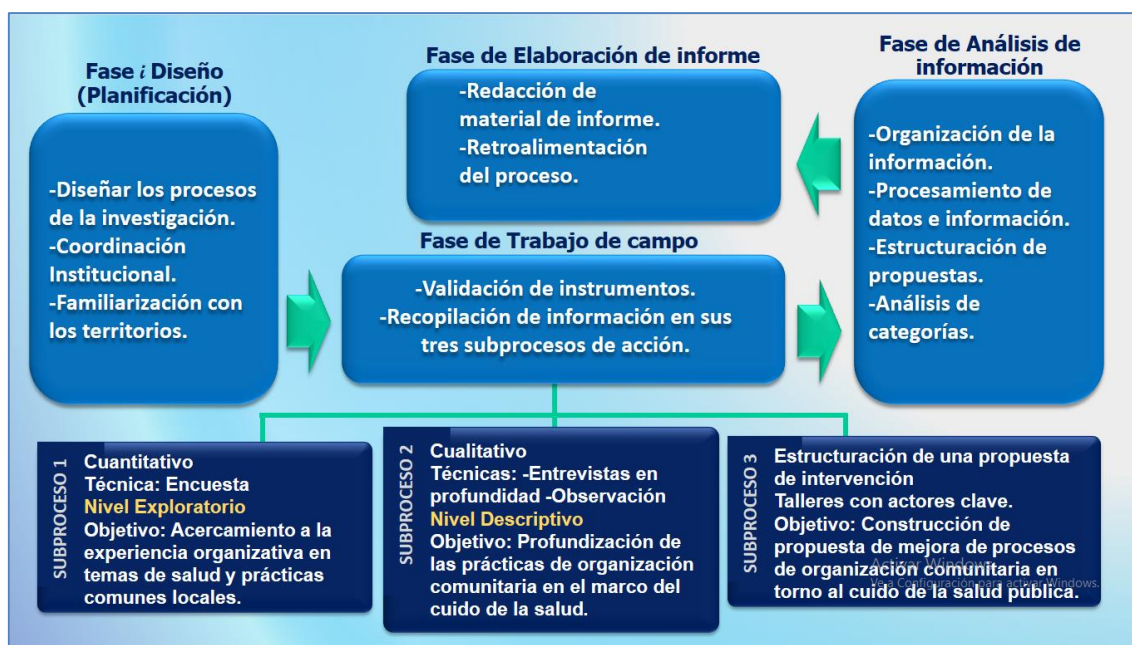 Fase i Diseño
(Planificación)
-Diseñar los procesos
de la investigación.
-Coordinación
Institucional.
-Familiarización con
los territorios.
Fase de Elaboración de informe
-Redacción de
material de informe.
-Retroalimentación
del proceso.
Fase de Trabajo de campo
-Validación de instrumentos.
-Recopilación de información en sus
tres subprocesos de acción.
Fase de Análisis de
información
-Organización de la
información.
-Procesamiento de
datos e información.
-Estructuración de
propuestas.
-Análisis de
categorías.
SUBPROCESO 1
Cuantitativo
Técnica: Encuesta
Nivel Exploratorio
Objetivo: Acercamiento a la
experiencia organizativa en
temas de salud y prácticas
comunes locales.
SUBPROCESO 2
Cualitativo
Técnicas: -Entrevistas en
profundidad -Observación
Nivel Descriptivo
Objetivo: Profundización de
las prácticas de organización
comunitaria en el marco del
cuido de la salud.
SUBPROCESO 3
Estructuración de una propuesta
de intervención
Talleres con actores clave.
Objetivo: Construcción de
propuesta de mejora de procesos
de organización comunitaria en
torno al cuido de la salud pública.
Activar Windows
Ve a Configuración para activar Windows.